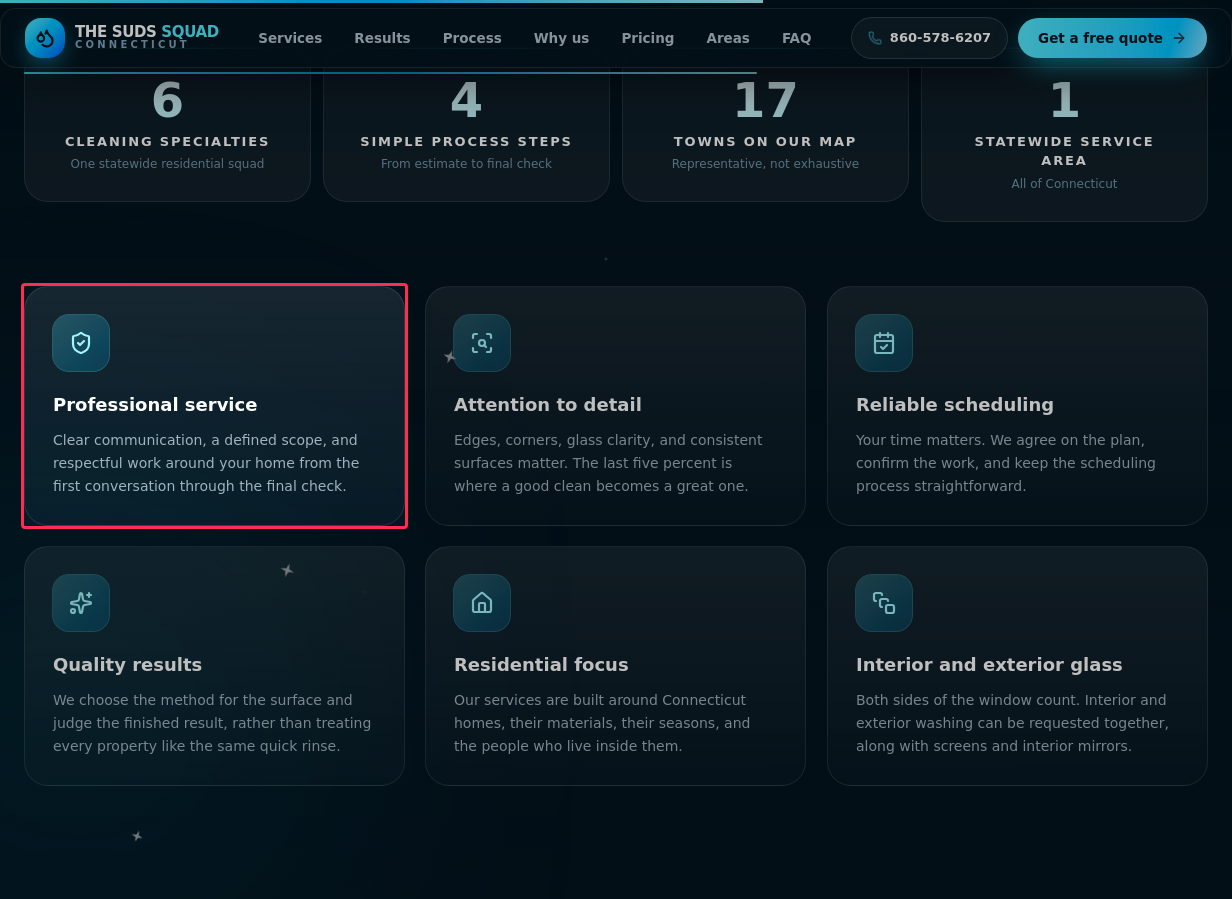 THE SUDS SQUAD
CONNECTICUT
Services
Results
Process
Why us
Pricing
Areas
FAQ
860-578-6207
Get a free quote
6
CLEANING SPECIALTIES
One statewide residential squad
4
SIMPLE PROCESS STEPS
From estimate to final check
17
TOWNS ON OUR MAP
Representative, not exhaustive
1
STATEWIDE SERVICE
AREA
All of Connecticut
Professional service
Clear communication, a defined scope, and
respectful work around your home from the
first conversation through the final check.
Attention to detail
Edges, corners, glass clarity, and consistent
surfaces matter. The last five percent is
where a good clean becomes a great one.
Reliable scheduling
Your time matters. We agree on the plan,
confirm the work, and keep the scheduling
process straightforward.
Quality results
We choose the method for the surface and
judge the finished result, rather than treating
every property like the same quick rinse.
Residential focus
Our services are built around Connecticut
homes, their materials, their seasons, and
the people who live inside them.
Interior and exterior glass
Both sides of the window count. Interior and
exterior washing can be requested together,
along with screens and interior mirrors.